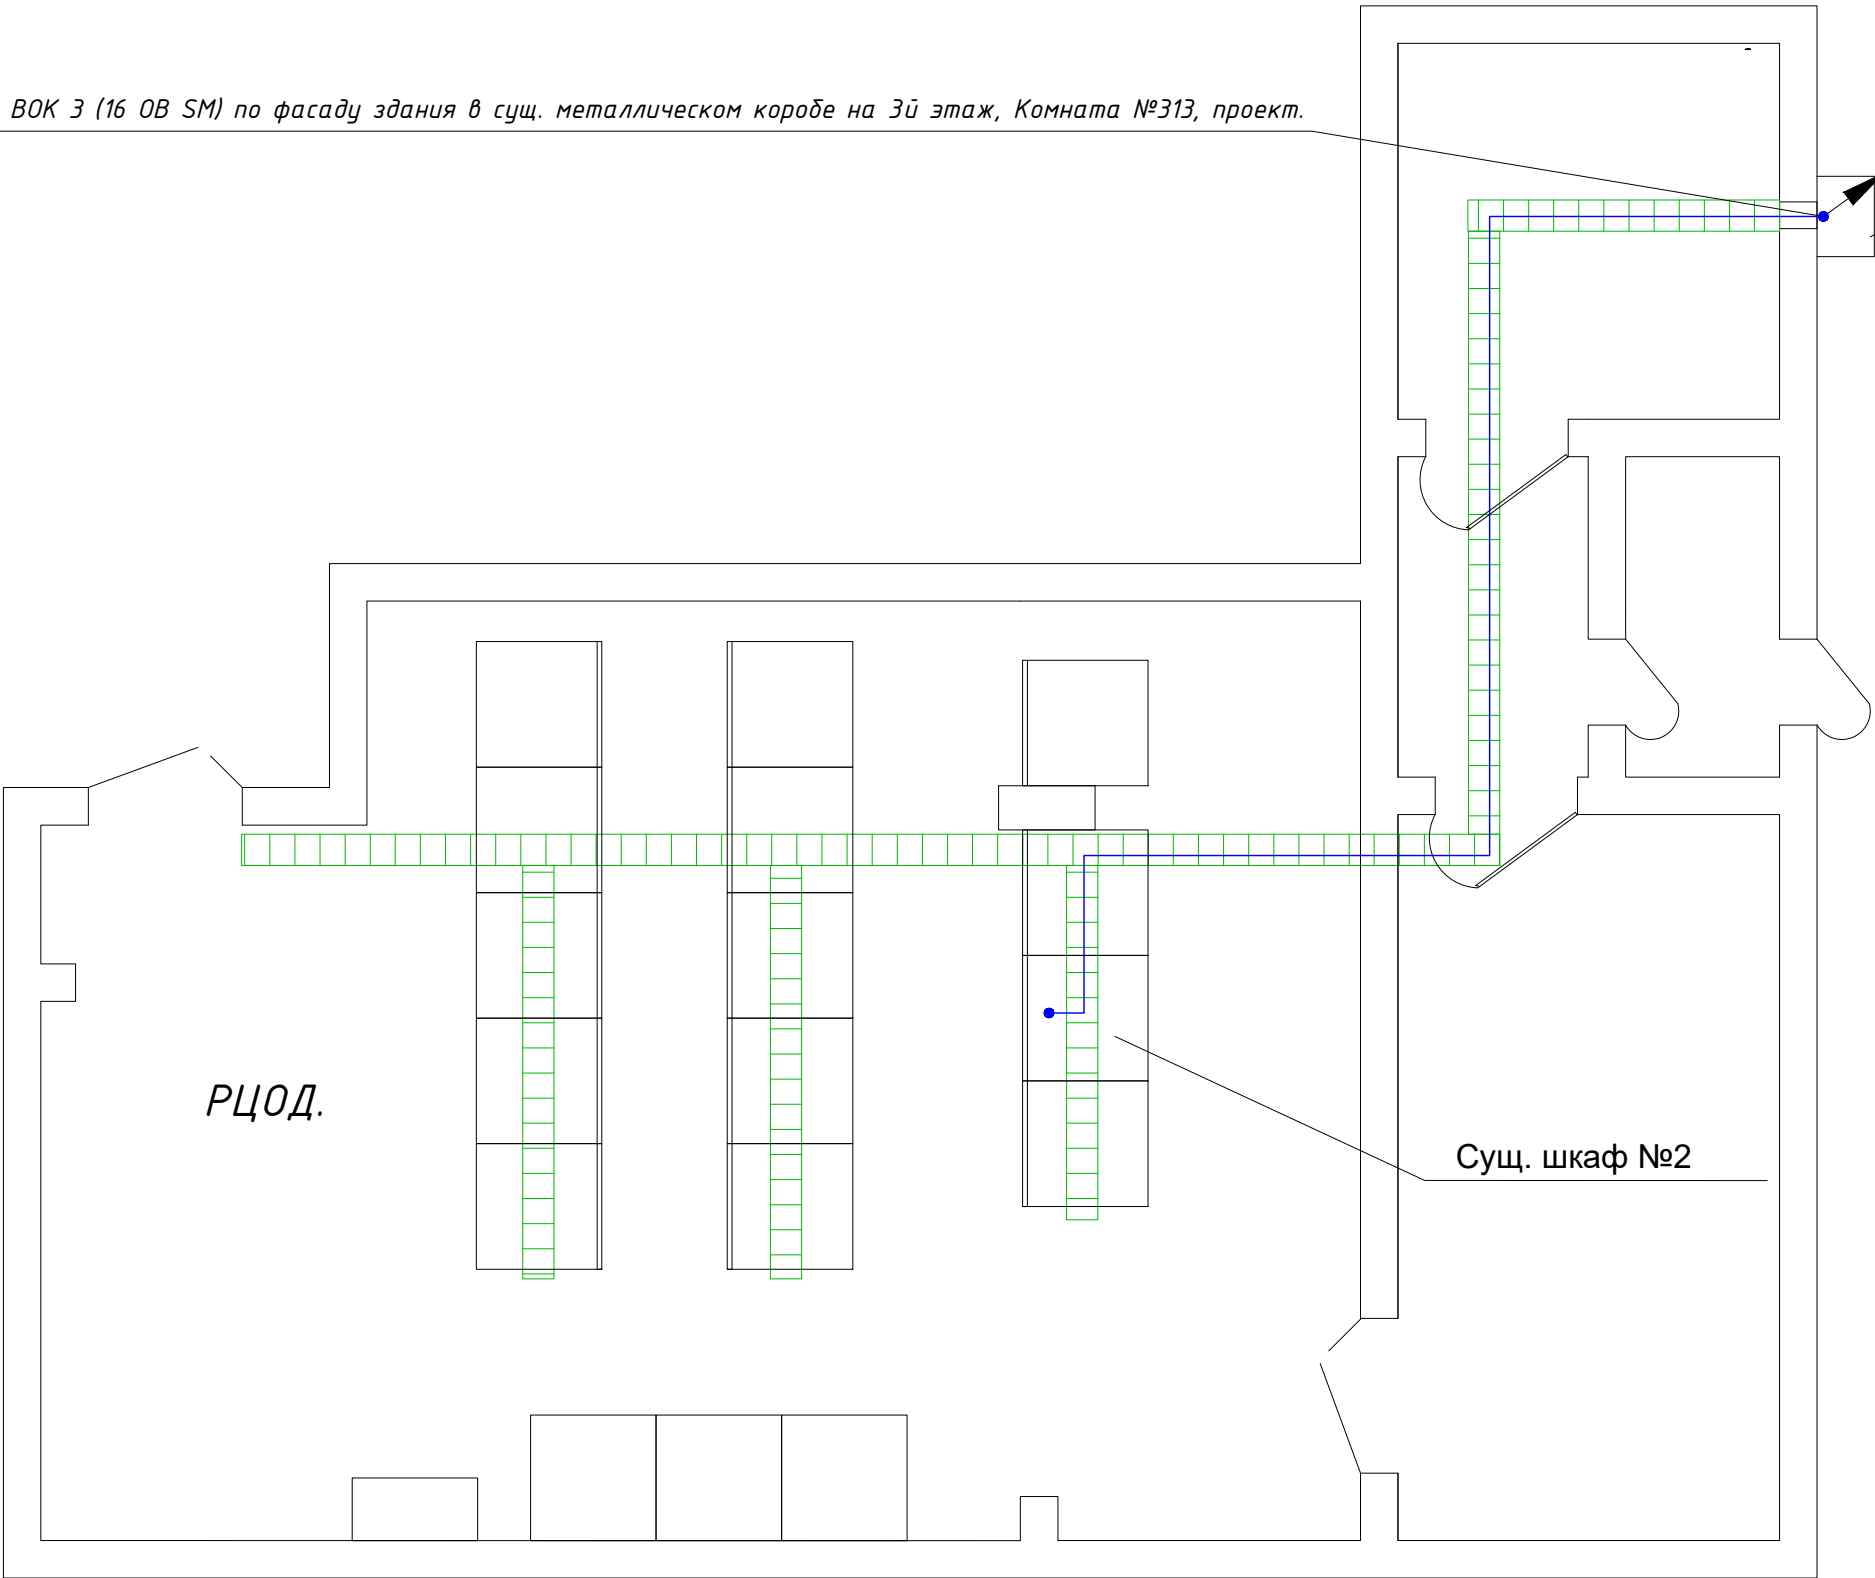 ВОК 3 (16 ОВ SM) по фасаду здания в сущ. металлическом коробе на 3й этаж, Комната №313, проект.
РЦОД.
Сущ. шкаф №2